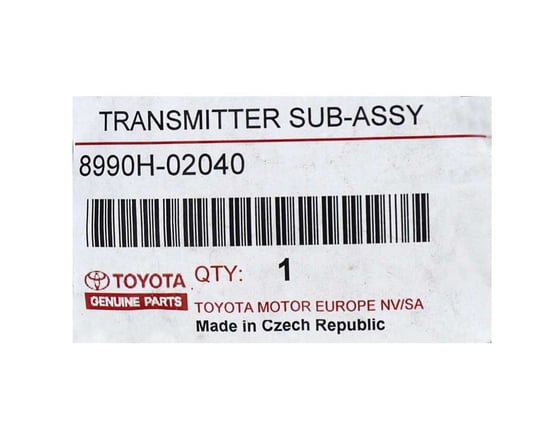 TRANSMITTER SUB-ASSY
8990H-02040
TOYOTA QTY: 1
GENUINE PARTS
TOYOTA MOTOR EUROPE NV/SA
Made in Czech Republic